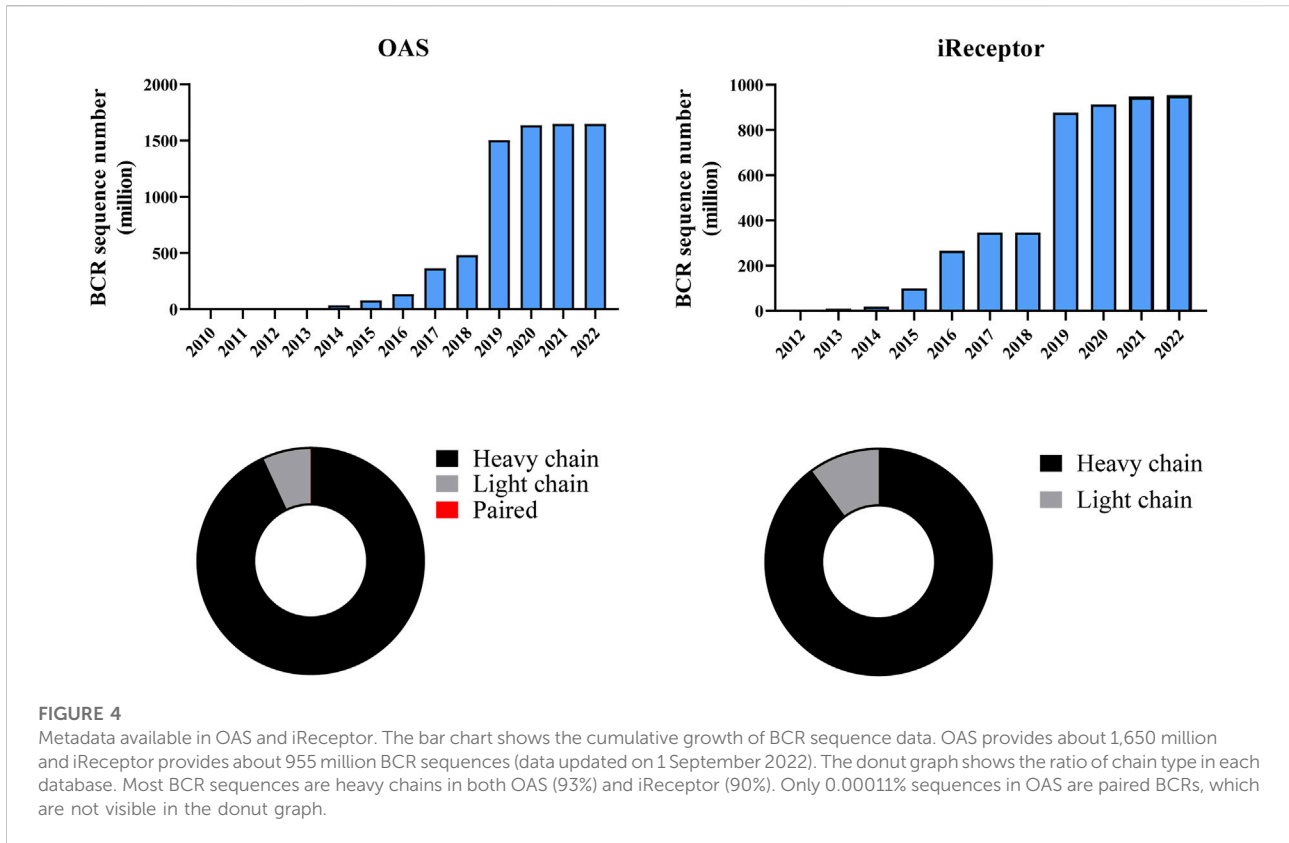 OAS
BCR sequence number
(million)
2000
1500
1000
500
0
2010
2011
2012
2013
2014
2015
2016
2017
2018
2019
2020
2021
2022
iReceptor
BCR sequence number
(million)
1000
800
600
400
200
0
2012
2013
2014
2015
2016
2017
2018
2019
2020
2021
2022
Heavy chain
Light chain
Paired
Heavy chain
Light chain
FIGURE 4
Metadata available in OAS and iReceptor. The bar chart shows the cumulative growth of BCR sequence data. OAS provides about 1,650 million
and iReceptor provides about 955 million BCR sequences (data updated on 1 September 2022). The donut graph shows the ratio of chain type in each
database. Most BCR sequences are heavy chains in both OAS (93%) and iReceptor (90%). Only 0.00011% sequences in OAS are paired BCRs, which
are not visible in the donut graph.